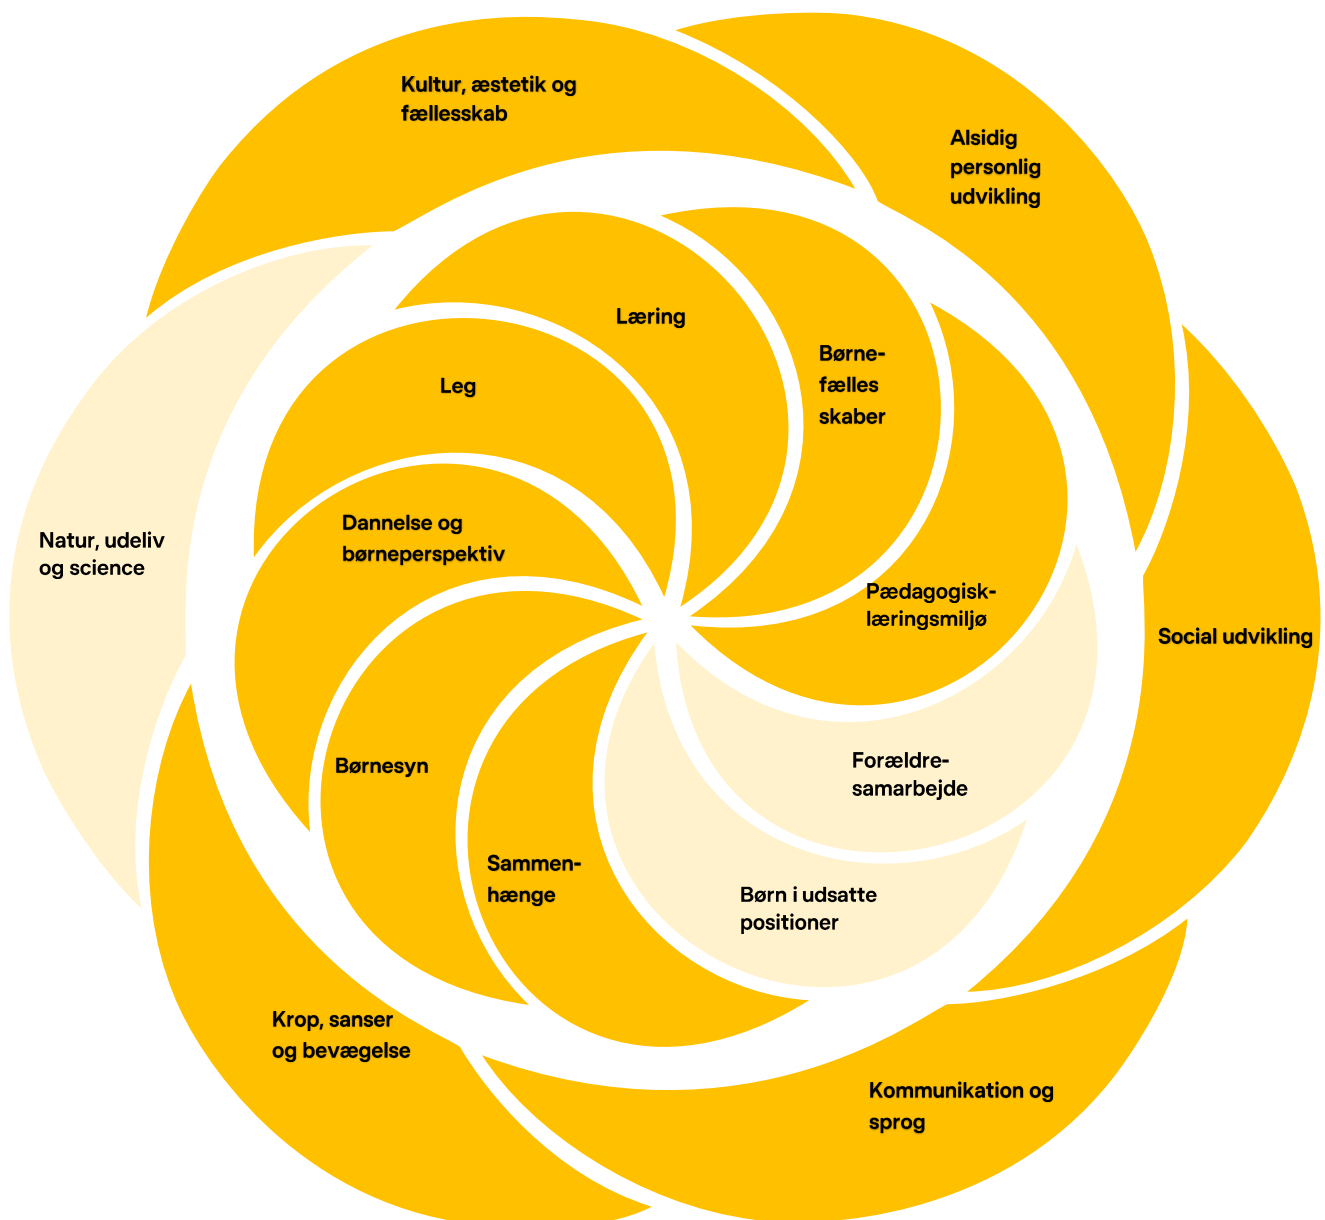 Kultur, æstetik og
fællesskab
Alsidig
personlig
udvikling
Læring
Børne-
fælles
skaber
Leg
Dannelse og
børneperspektiv
Natur, udeliv
og science
Pædagogisk-
læringsmiljø
Social udvikling
Børnesyn
Forældre-
samarbejde
Sammen-
hænge
Børn i udsatte
positioner
Krop, sanser
og bevægelse
Kommunikation og
sprog